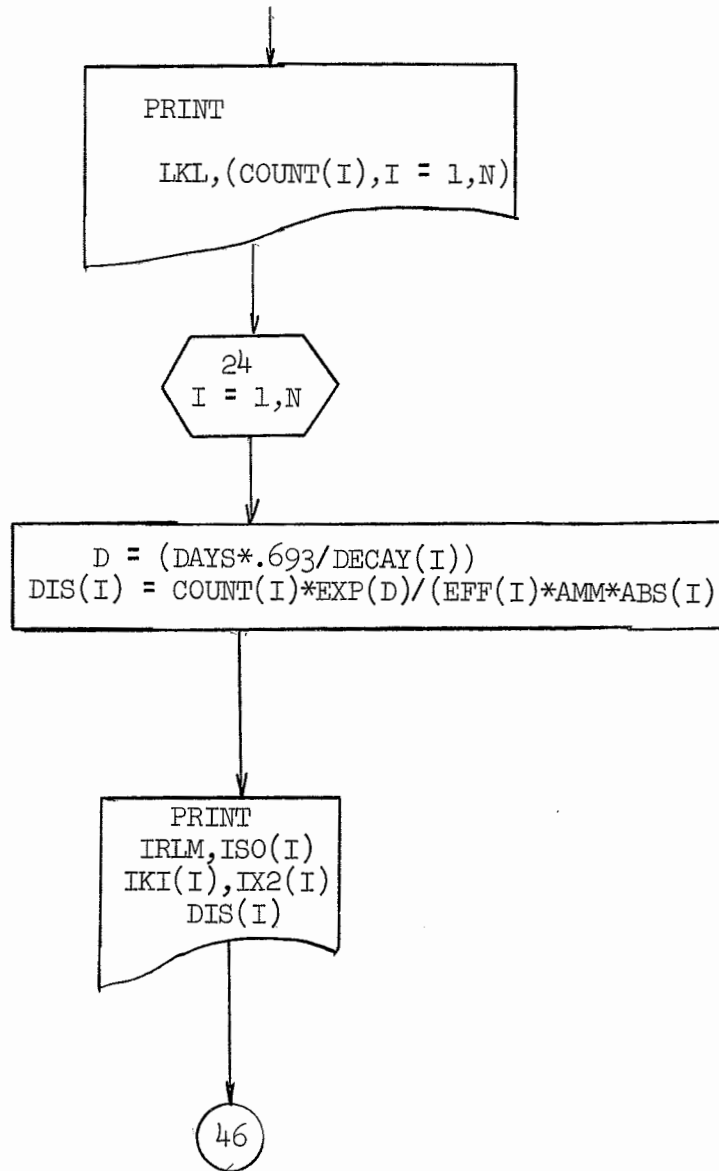 PRINT
LKL,(COUNT(I),I = 1,N)
24
I = 1,N
D = (DAYS*.693/DECAY(I))
DIS(I) = COUNT(I)*EXP(D)/(EFF(I)*AMM*ABS(I)
PRINT
IRLM,ISO(I)
IKI(I),IX2(I)
DIS(I)
46